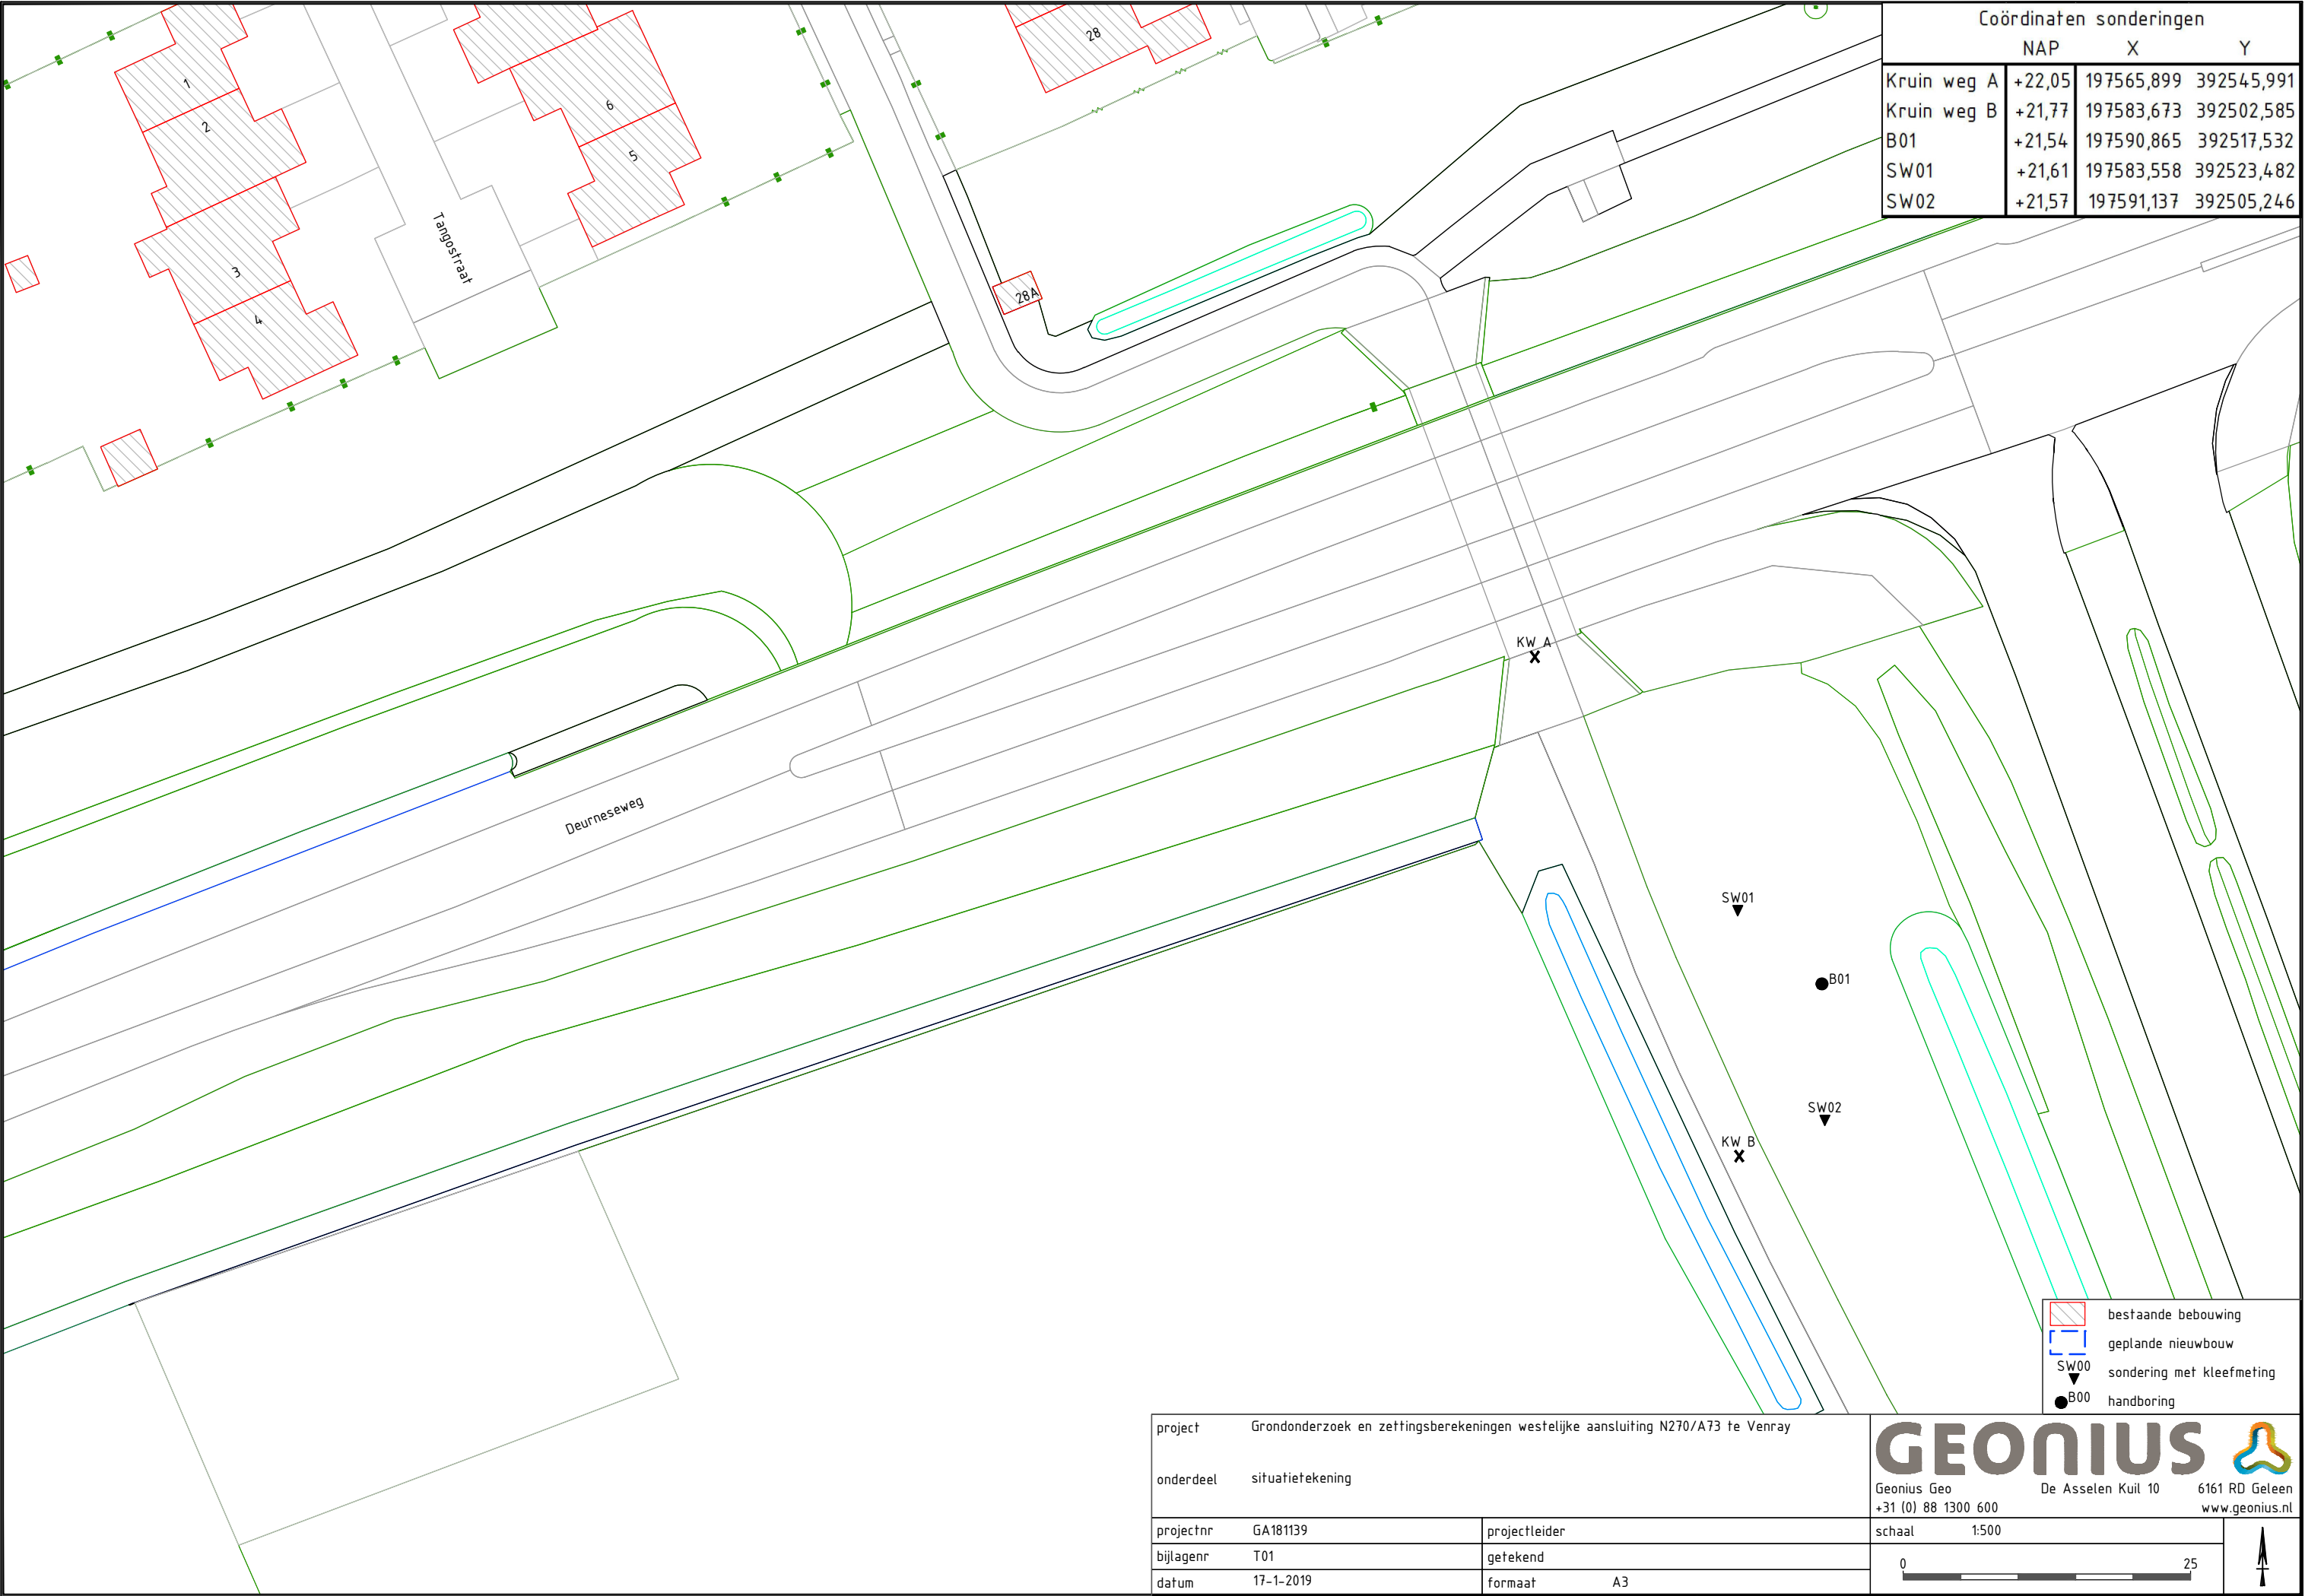 Coördinaten sonderingen
NAP X Y
Kruin weg A +22,05 197565,899 392545,991
Kruin weg B +21,77 197583,673 392502,585
B01 +21,54 197590,865 392517,532
SW01 +21,61 197583,558 392523,482
SW02 +21,57 197591,137 392505,246
1
2
3
4
6
5
28
Tangostraat
28A
KW A
Deurneseweg
SW01
B01
SW02
KW B
bestaande bebouwing
geplande nieuwbouw
SW00 sondering met kleefmeting
B00 handboring
project Grondonderzoek en zettingsberekeningen westelijke aansluiting N270/A73 te Venray
onderdeel situatietekening
projectnr GA181139 projectleider
bijlagenr T01 getekend
datum 17-1-2019 formaat A3
GEONIUS
Geonius Geo De Asselen Kuil 10 6161 RD Geleen
+31 (0) 88 1300 600 www.geonius.nl
schaal 1:500
0 25